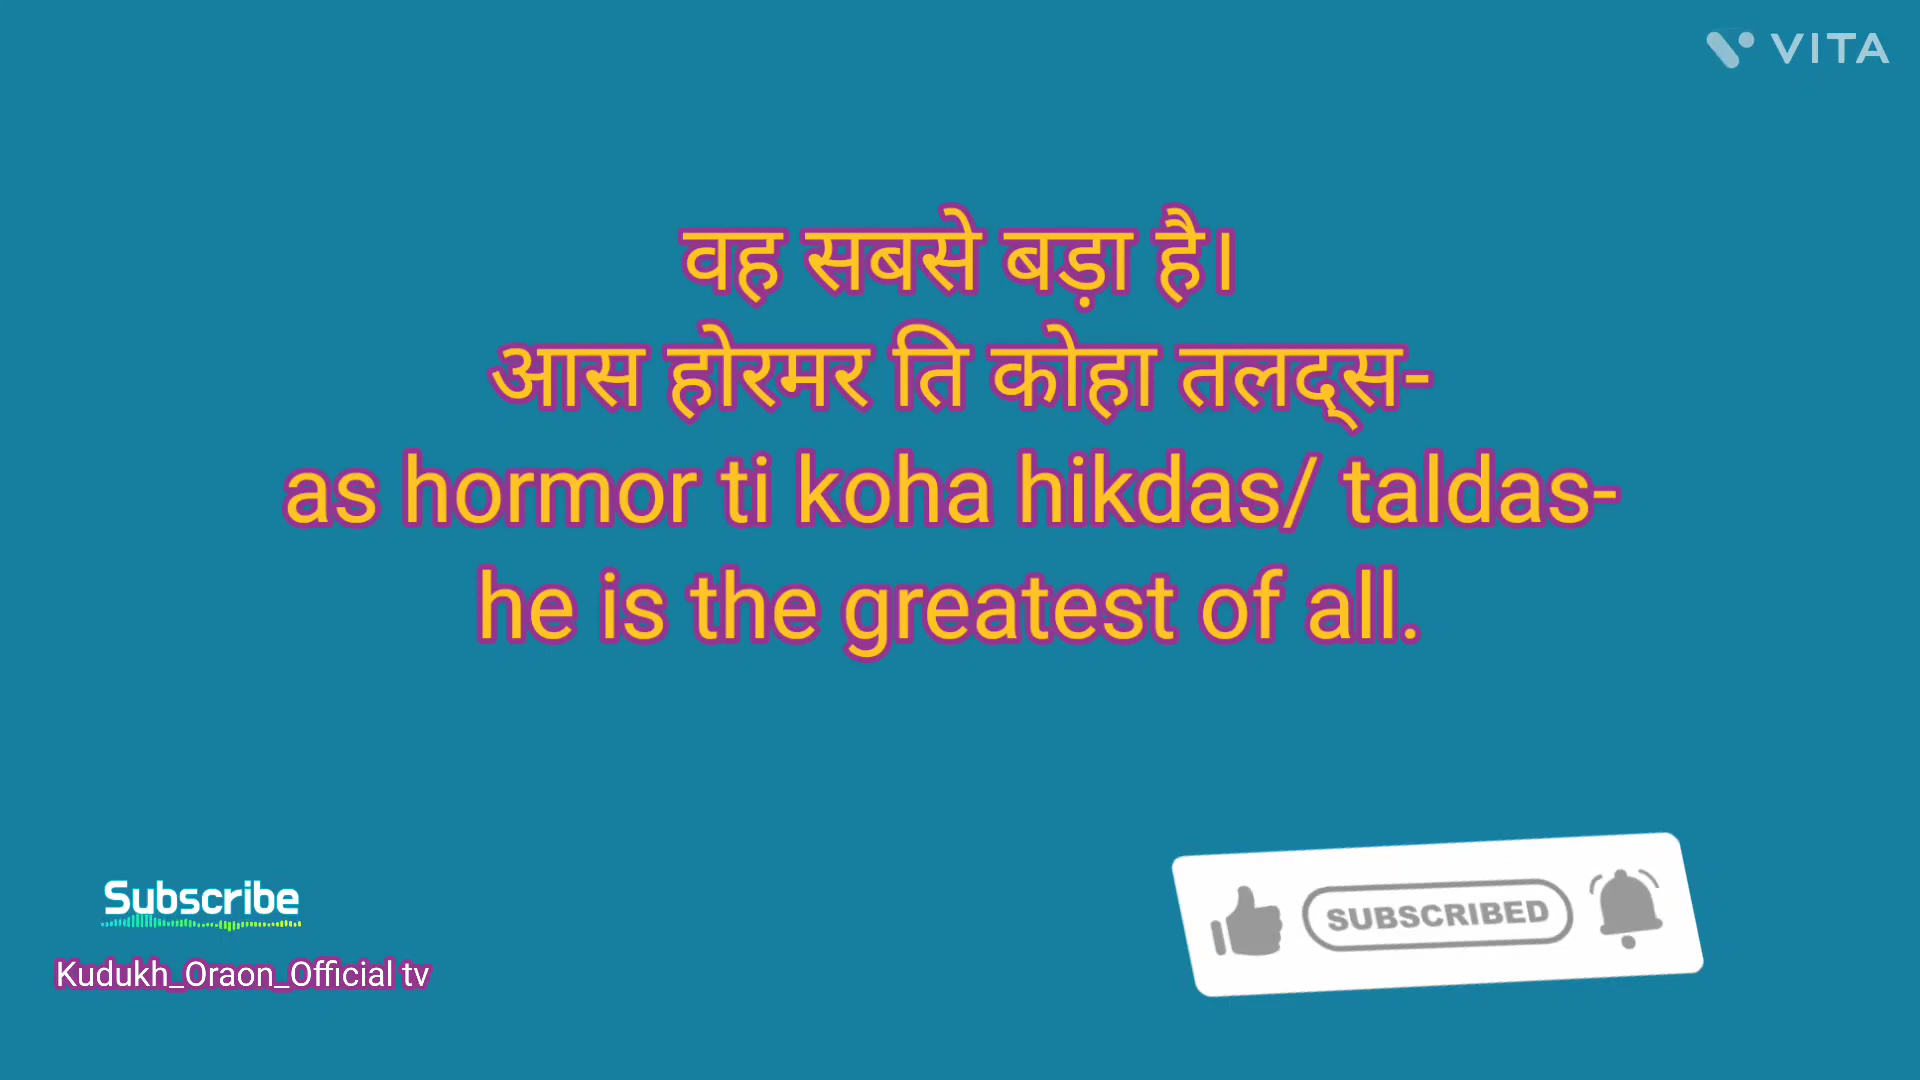 VITA
वह सबसे बड़ा है।
आस होरमर ति कोहा तलद्स-
as hormor ti koha hikdas/ taldas-
he is the greatest of all.
Subscribe
SUBSCRIBED
Kudukh_Oraon_Official tv